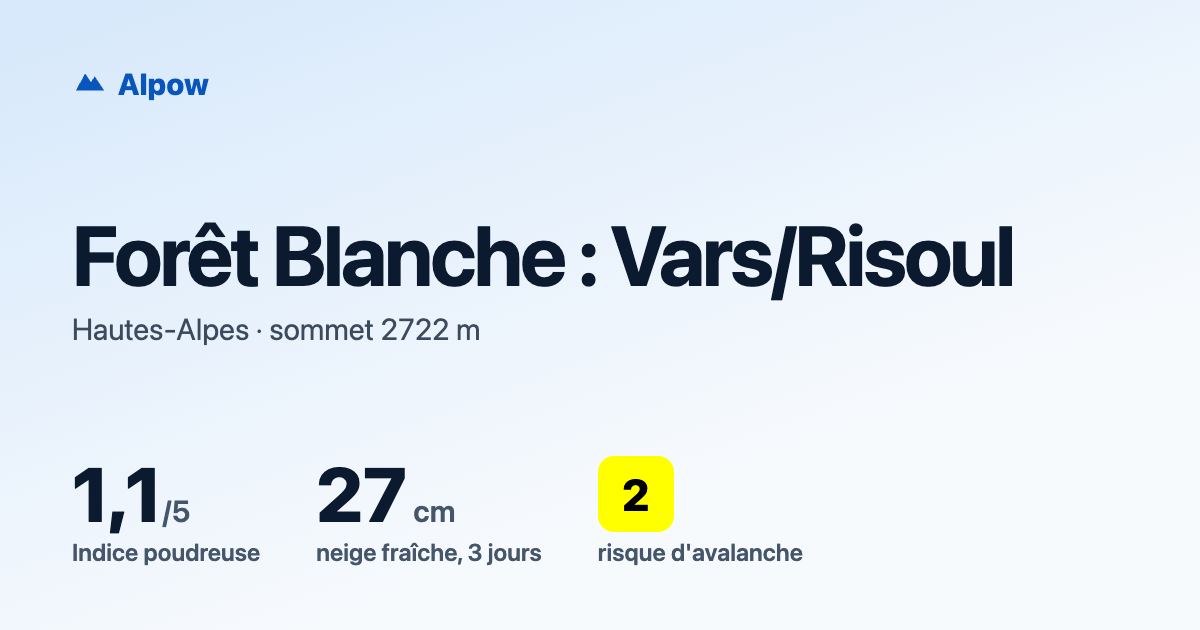 Alpow
Forêt Blanche : Vars/Risoul
Hautes-Alpes · sommet 2722 m
1,1/5
Indice poudreuse
27 cm
neige fraîche, 3 jours
2
risque d'avalanche